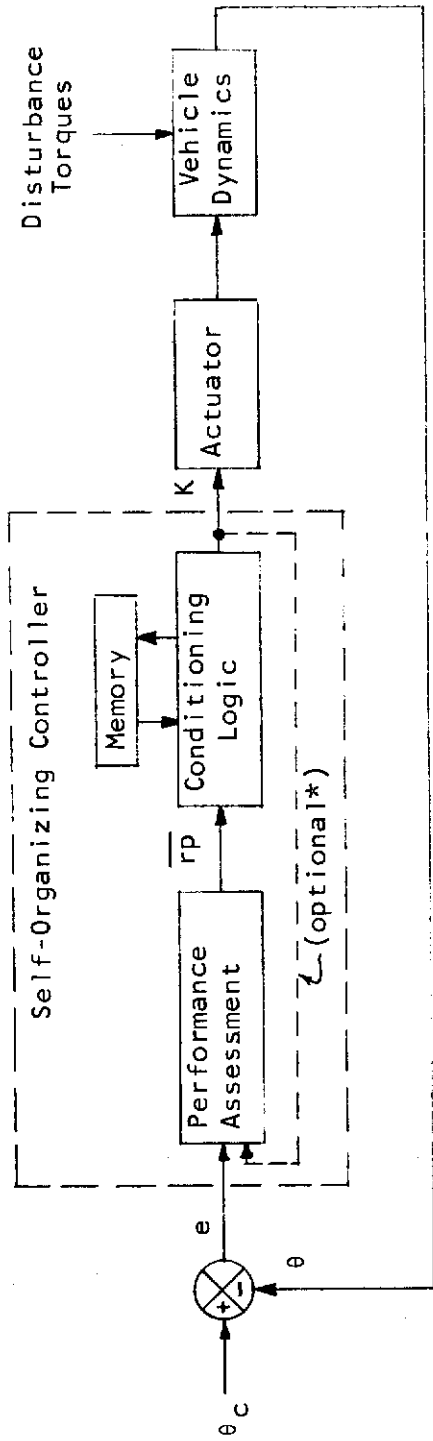 Self-Organizing Controller
Disturbance
Torques
Memory
θc
+
-
e
Performance
Assessment
rp
Conditioning
Logic
K
Actuator
Vehicle
Dynamics
(optional*)
θ